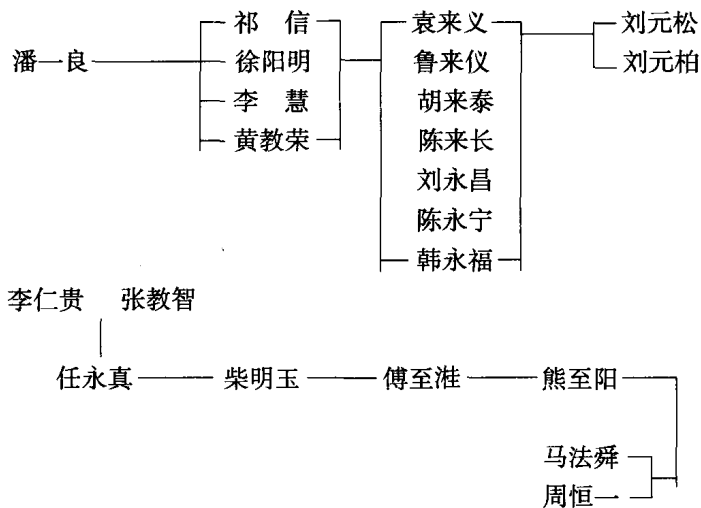 祁 信 袁来义 刘元松
潘一良 徐阳明 鲁来仪 刘元柏
李 慧 胡来泰
黄教荣 陈来长
刘永昌
陈永宁
韩永福
李仁贵 张教智
任永真 柴明玉 傅至溎 熊至阳
马法舜
周恒一